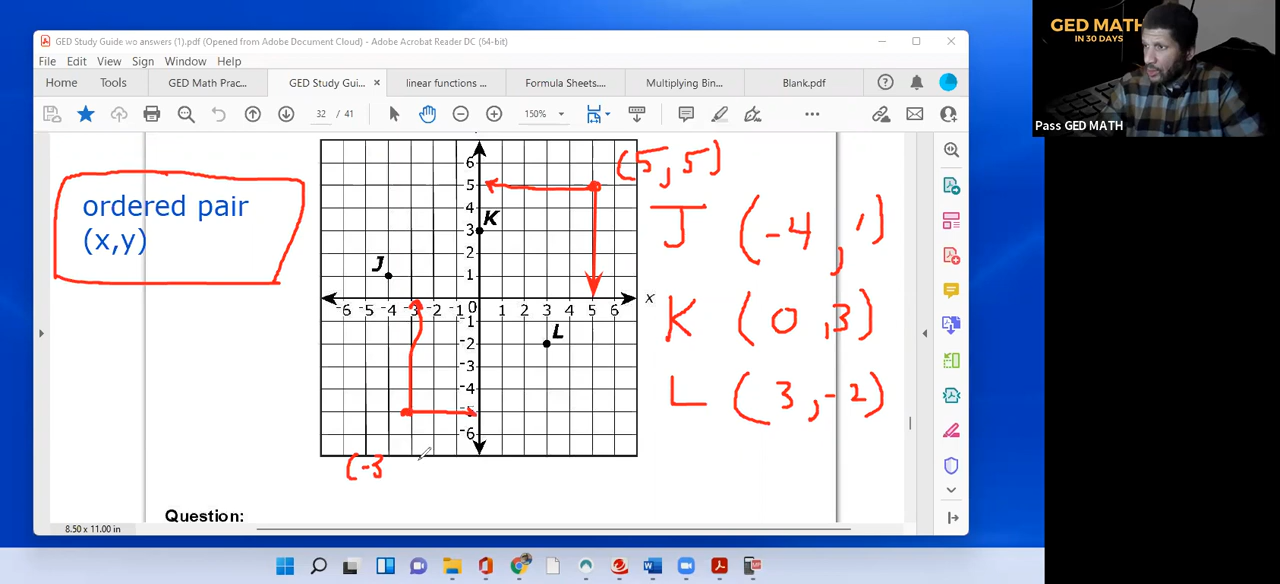 GED MATH
IN 30 DAYS
Pass GED MATH
GED Study Guide wo answers (1).pdf (Opened from Adobe Document Cloud) - Adobe Acrobat Reader DC (64-bit)
File Edit View Sign Window Help
Home Tools GED Math Prac... GED Study Gui... × linear functions ... Formula Sheets.... Multiplying Bin... Blank.pdf
32 / 41 150%
ordered pair
(x,y)
(5,5)
J (-4,1)
K (0,3)
L (3,-2)
6
5
4
K
3
2
J
1
-6 -5 -4 -3 -2 -1 0 1 2 3 4 5 6 x
-1
L
-2
-3
-4
-5
-6
(-3
Question:
8.50 x 11.00 in